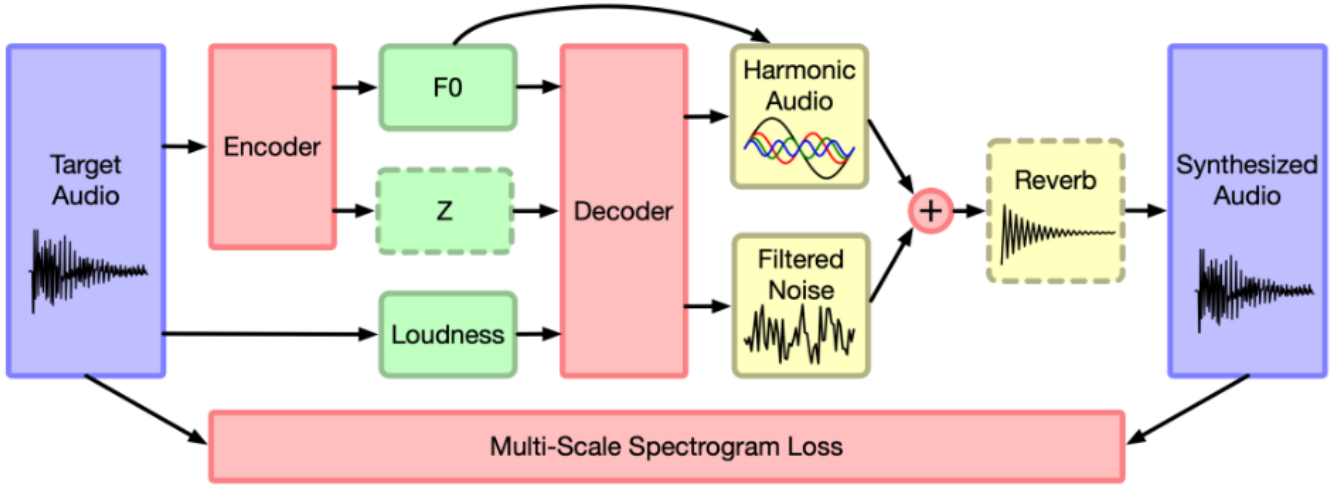 Target
Audio
Encoder
F0
Z
Loudness
Decoder
Harmonic
Audio
Filtered
Noise
+
Reverb
Synthesized
Audio
Multi-Scale Spectrogram Loss